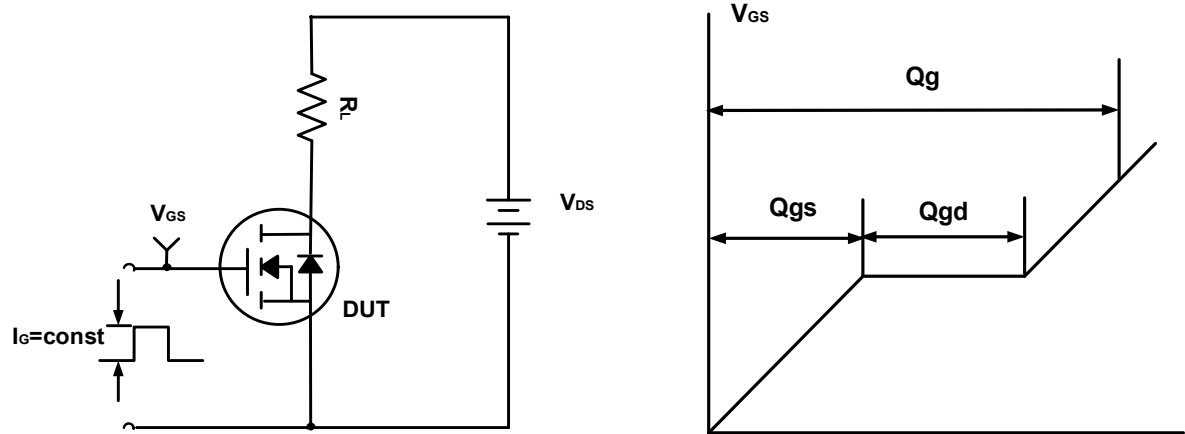 RL
VDS
VGS
DUT
IG=const
VGS
Qg
Qgs
Qgd